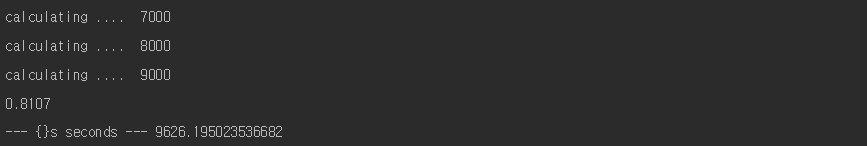 calculating .... 7000
calculating .... 8000
calculating .... 9000
0.8107
--- {}s seconds --- 9626.195023536682